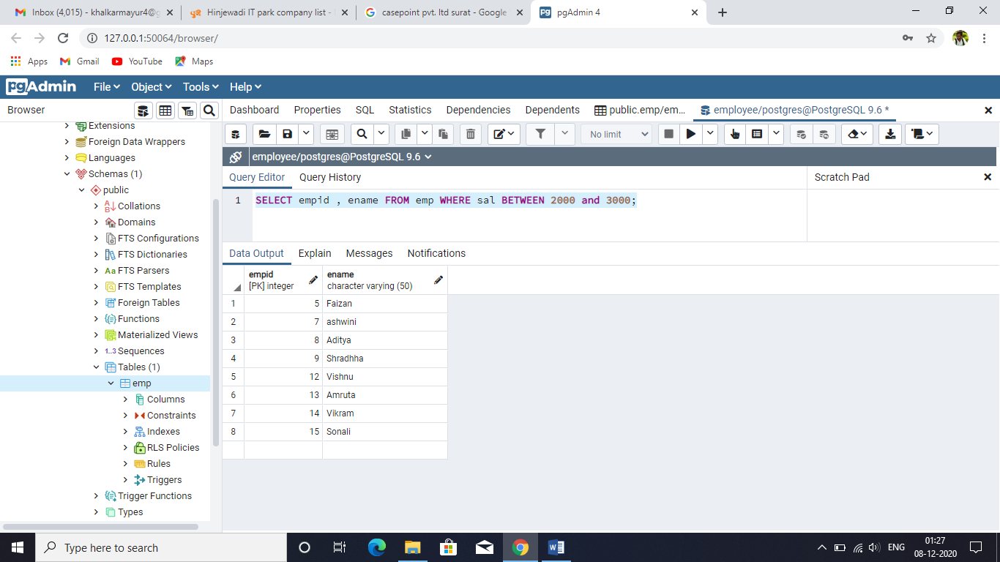 Inbox (4,015) - khalkarmayur4@g
Hinjewadi IT park company list -
casepoint pvt. ltd surat - Google
pgAdmin 4
127.0.0.1:50064/browser/
Apps
Gmail
YouTube
Maps
pgAdmin
File
Object
Tools
Help
Browser
Dashboard
Properties
SQL
Statistics
Dependencies
Dependents
public.emp/em...
employee/postgres@PostgreSQL 9.6 *
Extensions
Foreign Data Wrappers
Languages
Schemas (1)
public
Collations
Domains
FTS Configurations
FTS Dictionaries
Aa FTS Parsers
FTS Templates
Foreign Tables
Functions
Materialized Views
1..3 Sequences
Tables (1)
emp
Columns
Constraints
Indexes
RLS Policies
Rules
Triggers
Trigger Functions
Types
No limit
employee/postgres@PostgreSQL 9.6
Query Editor
Query History
Scratch Pad
1 SELECT empid , ename FROM emp WHERE sal BETWEEN 2000 and 3000;
Data Output
Explain
Messages
Notifications
empid
[PK] integer
ename
character varying (50)
1 5 Faizan
2 7 ashwini
3 8 Aditya
4 9 Shradhha
5 12 Vishnu
6 13 Amruta
7 14 Vikram
8 15 Sonali
Type here to search
ENG
01:27
08-12-2020